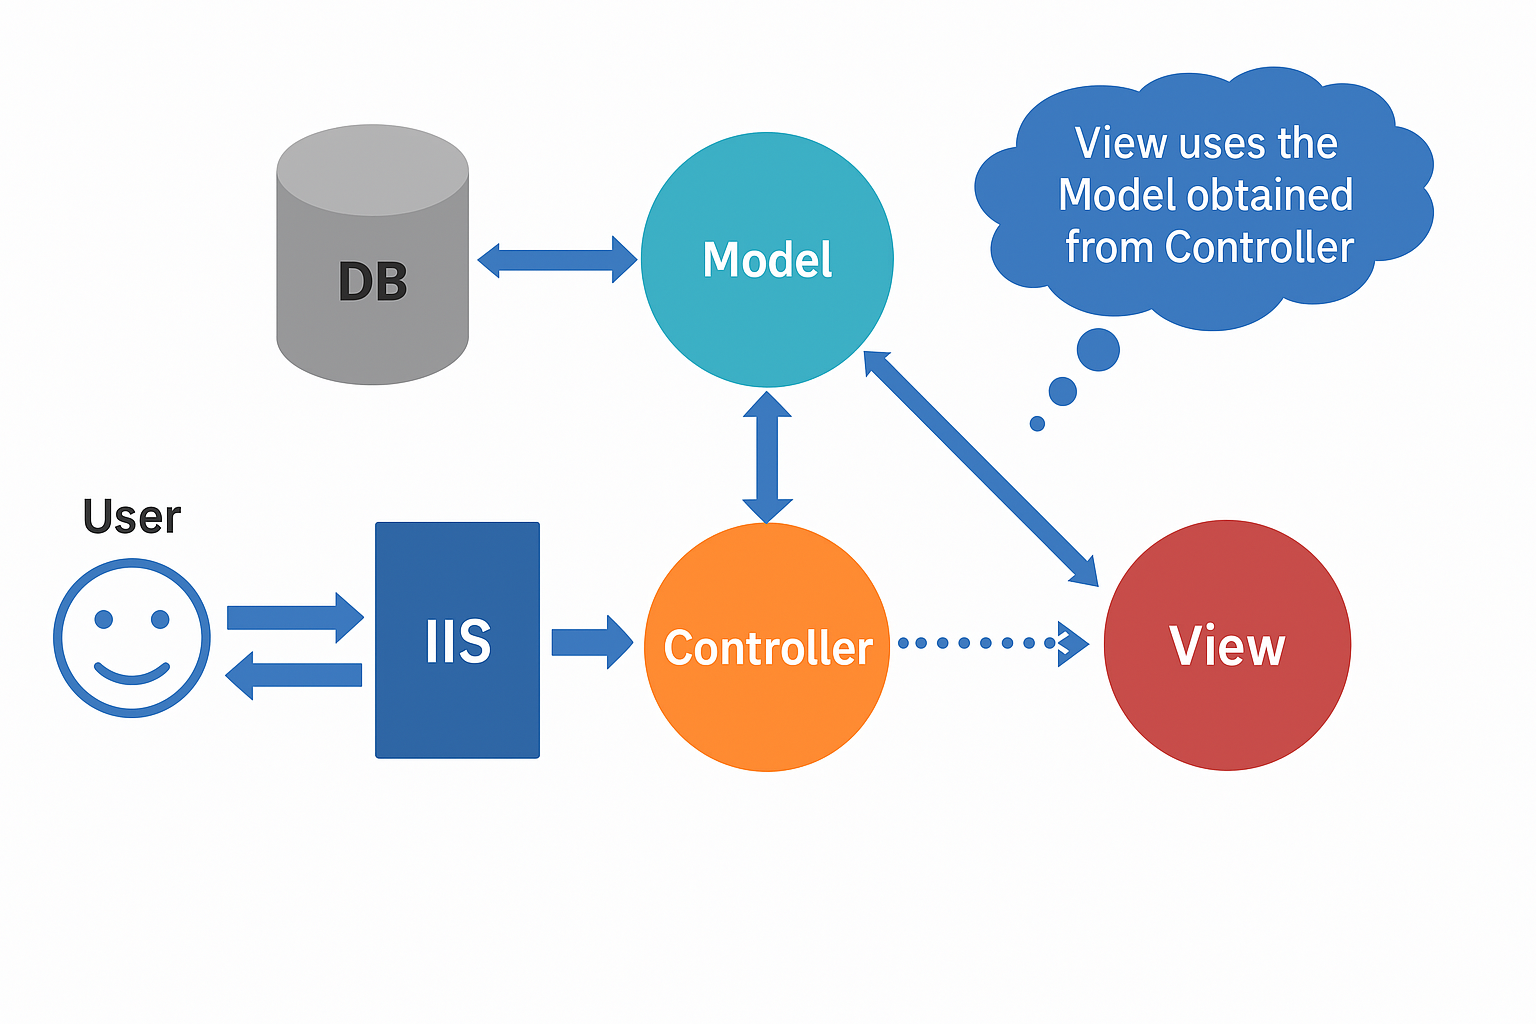 View uses the
Model obtained
from Controller
DB
Model
User
IIS
Controller
View